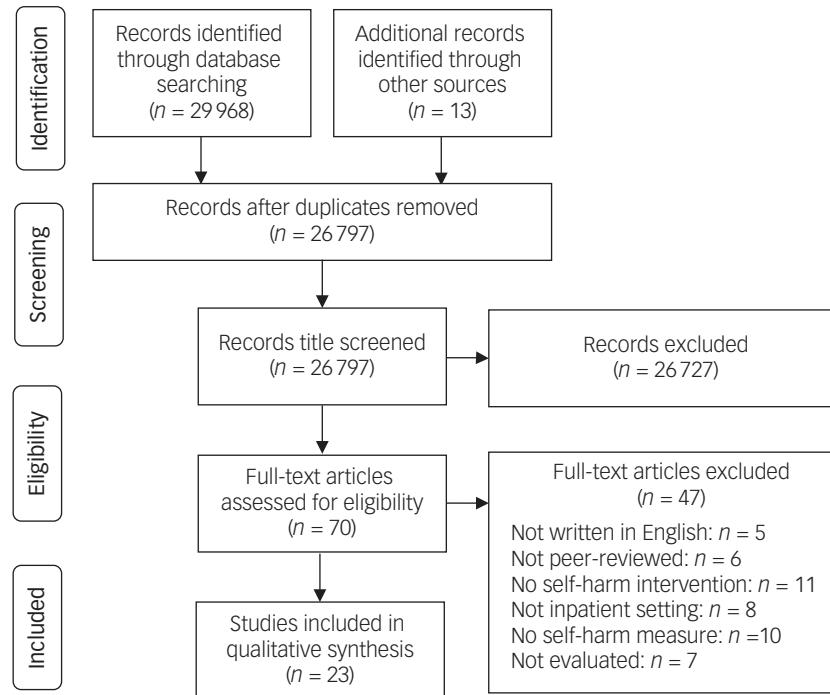 Identification
Records identified
through database
searching
(n = 29 968)
Additional records
identified through
other sources
(n = 13)
Records after duplicates removed
(n = 26 797)
Screening
Records title screened
(n = 26 797)
Records excluded
(n = 26 727)
Eligibility
Full-text articles
assessed for eligibility
(n = 70)
Full-text articles excluded
(n = 47)
Not written in English: n = 5
Not peer-reviewed: n = 6
No self-harm intervention: n = 11
Not inpatient setting: n = 8
No self-harm measure: n =10
Not evaluated: n = 7
Included
Studies included in
qualitative synthesis
(n = 23)